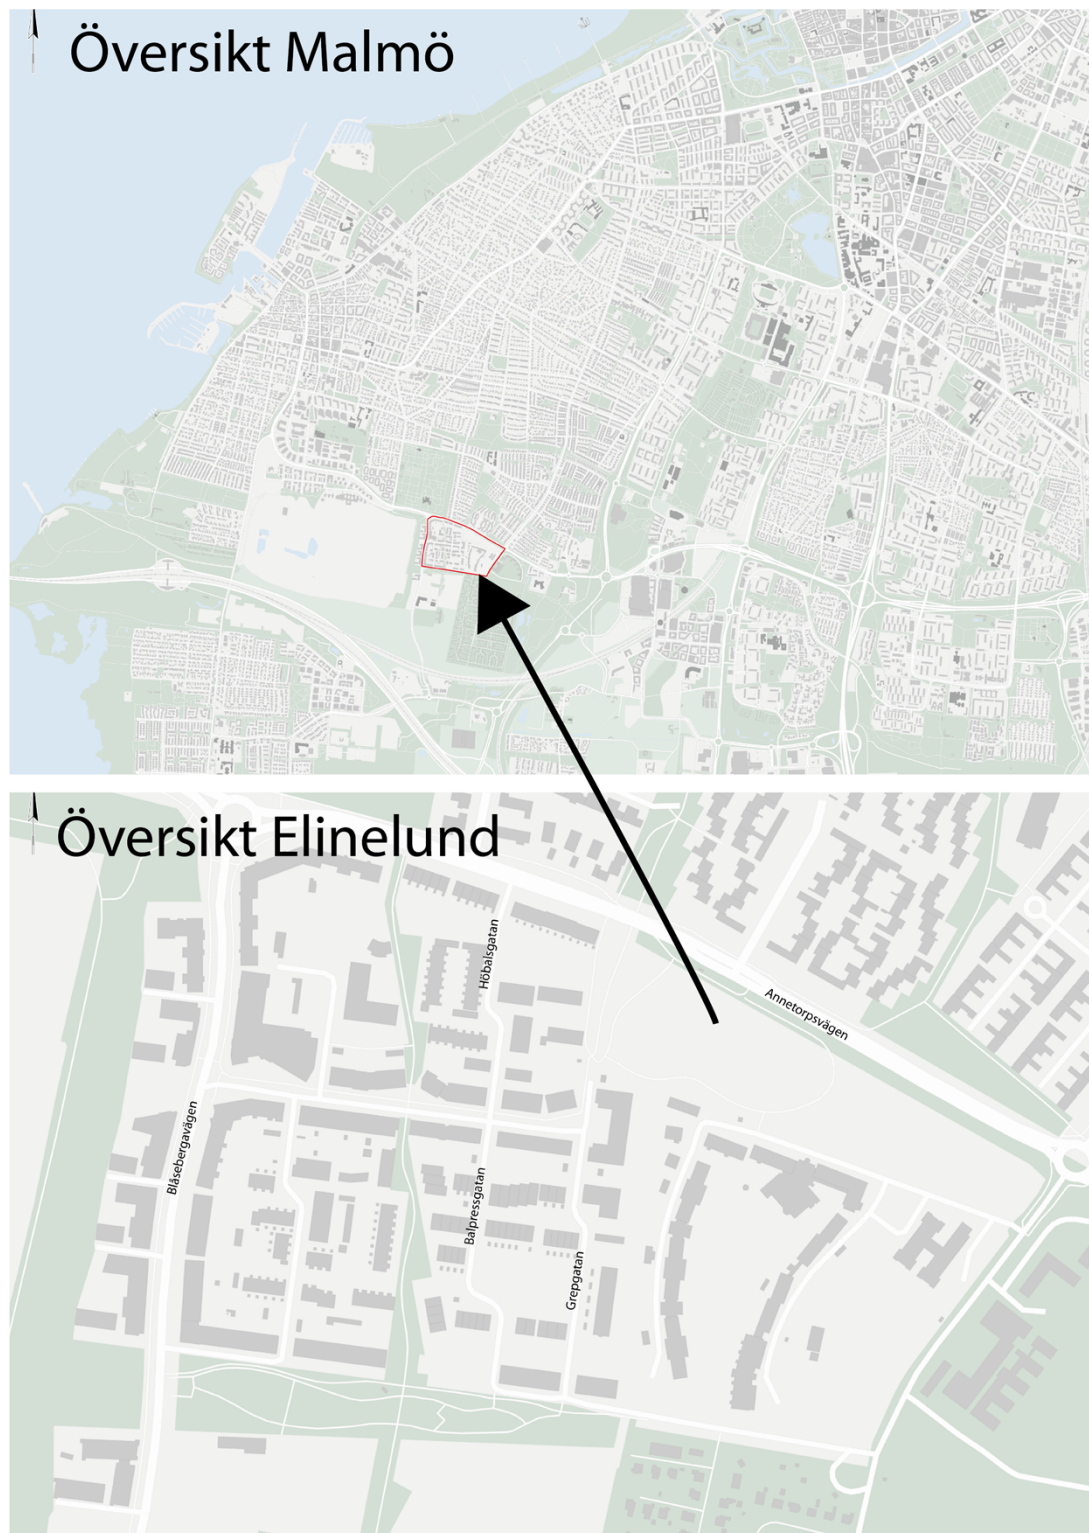 Översikt Malmö
Översikt Elinelund
Höbalsgatan
Annetorpsvägen
Blåsebergavägen
Balpressgatan
Grepgatan